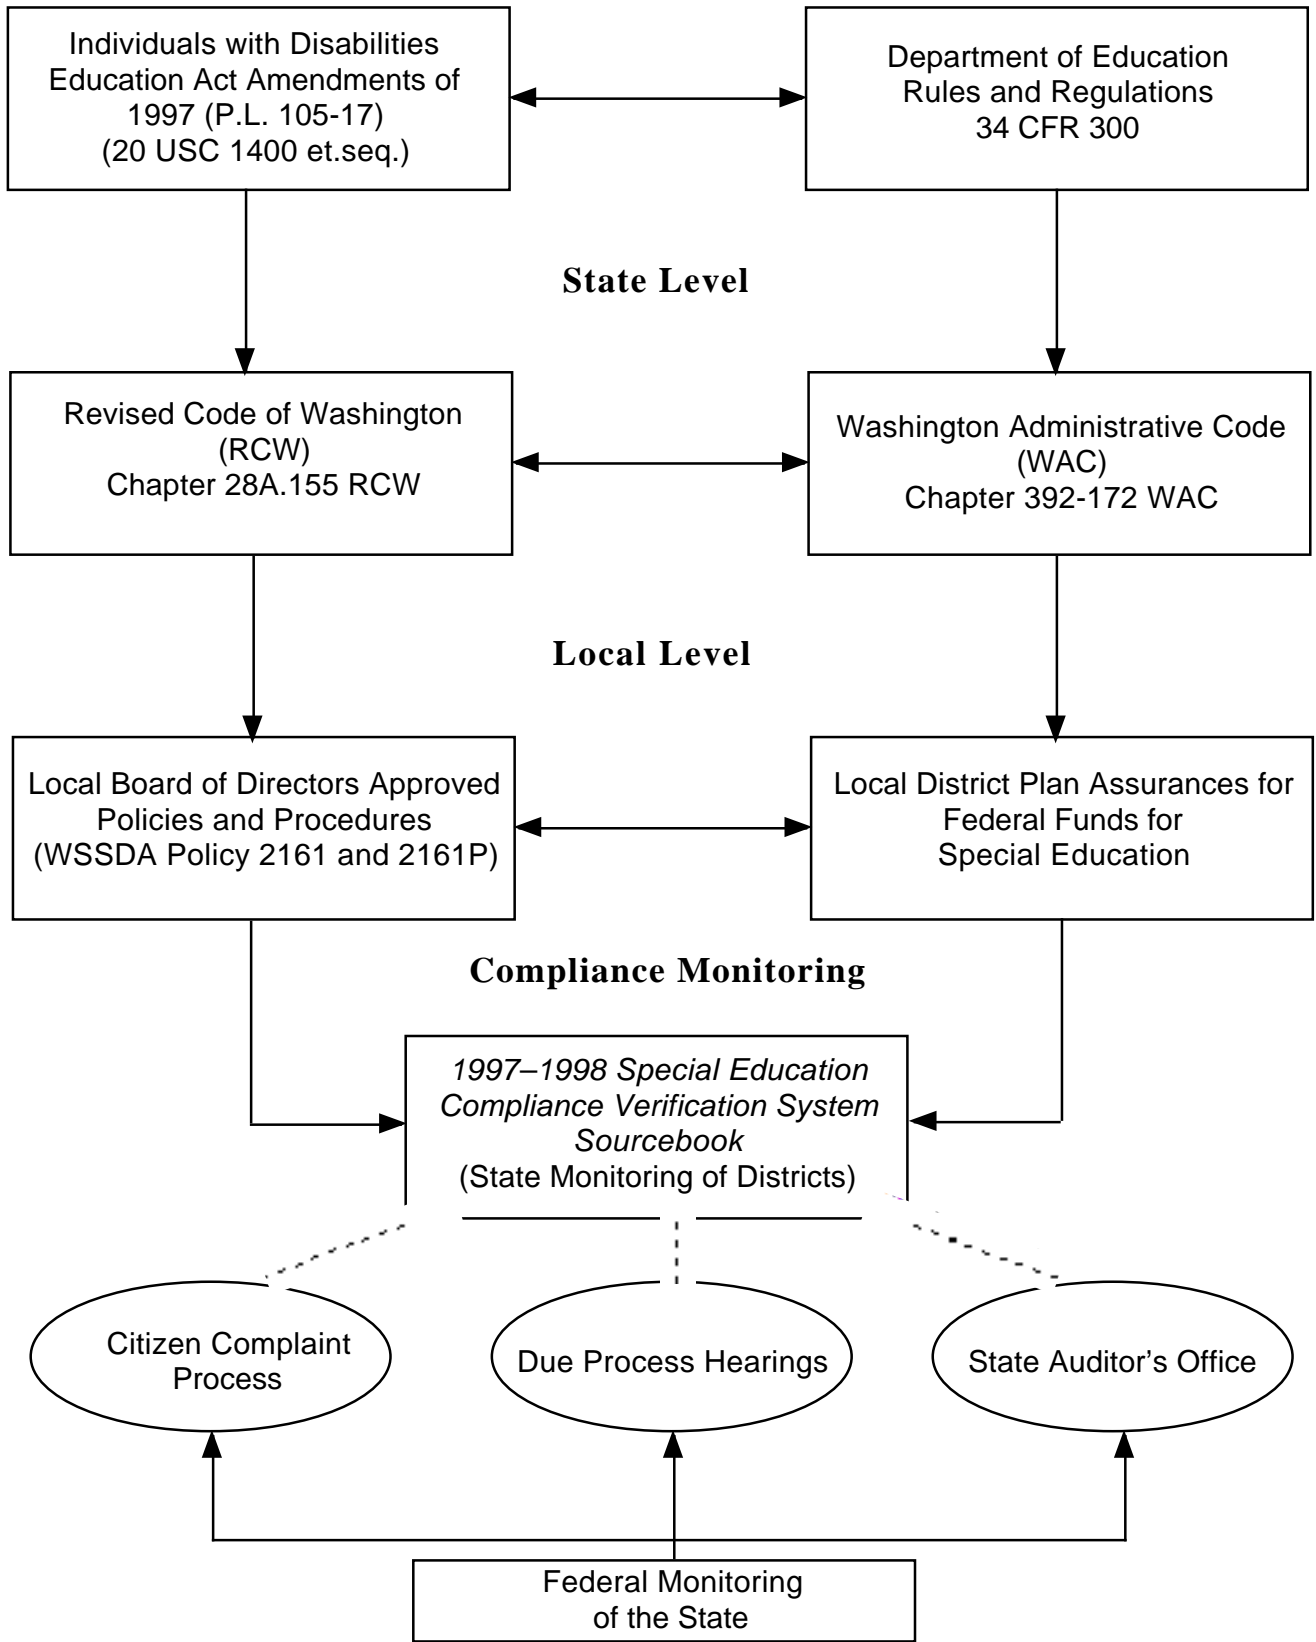 Individuals with Disabilities
Education Act Amendments of
1997 (P.L. 105-17)
(20 USC 1400 et.seq.)
Department of Education
Rules and Regulations
34 CFR 300
State Level
Revised Code of Washington
(RCW)
Chapter 28A.155 RCW
Washington Administrative Code
(WAC)
Chapter 392-172 WAC
Local Level
Local Board of Directors Approved
Policies and Procedures
(WSSDA Policy 2161 and 2161P)
Local District Plan Assurances for
Federal Funds for
Special Education
Compliance Monitoring
1997–1998 Special Education
Compliance Verification System
Sourcebook
(State Monitoring of Districts)
Citizen Complaint
Process
Due Process Hearings
State Auditor's Office
Federal Monitoring
of the State